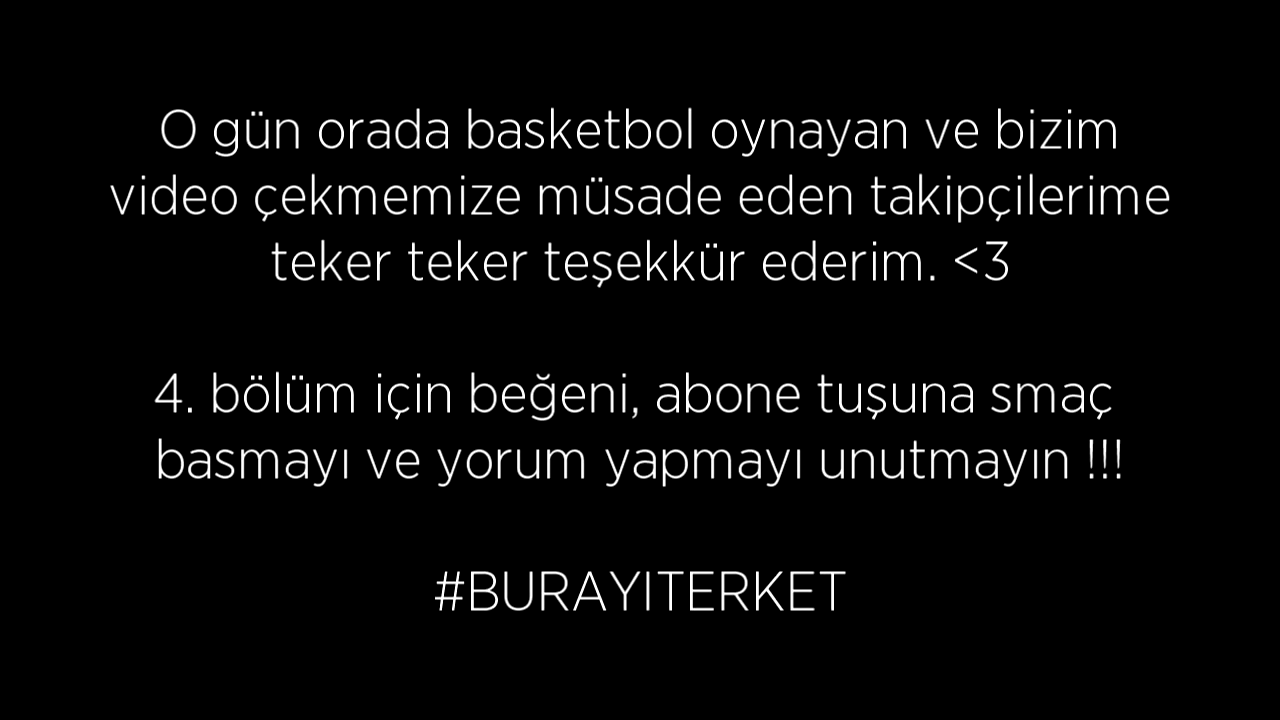 O gün orada basketbol oynayan ve bizim
video çekmemize müsade eden takipçilerime
teker teker teşekkür ederim. <3
4. bölüm için beğeni, abone tuşuna smaç
basmayı ve yorum yapmayı unutmayın !!!
#BURAYITERKET